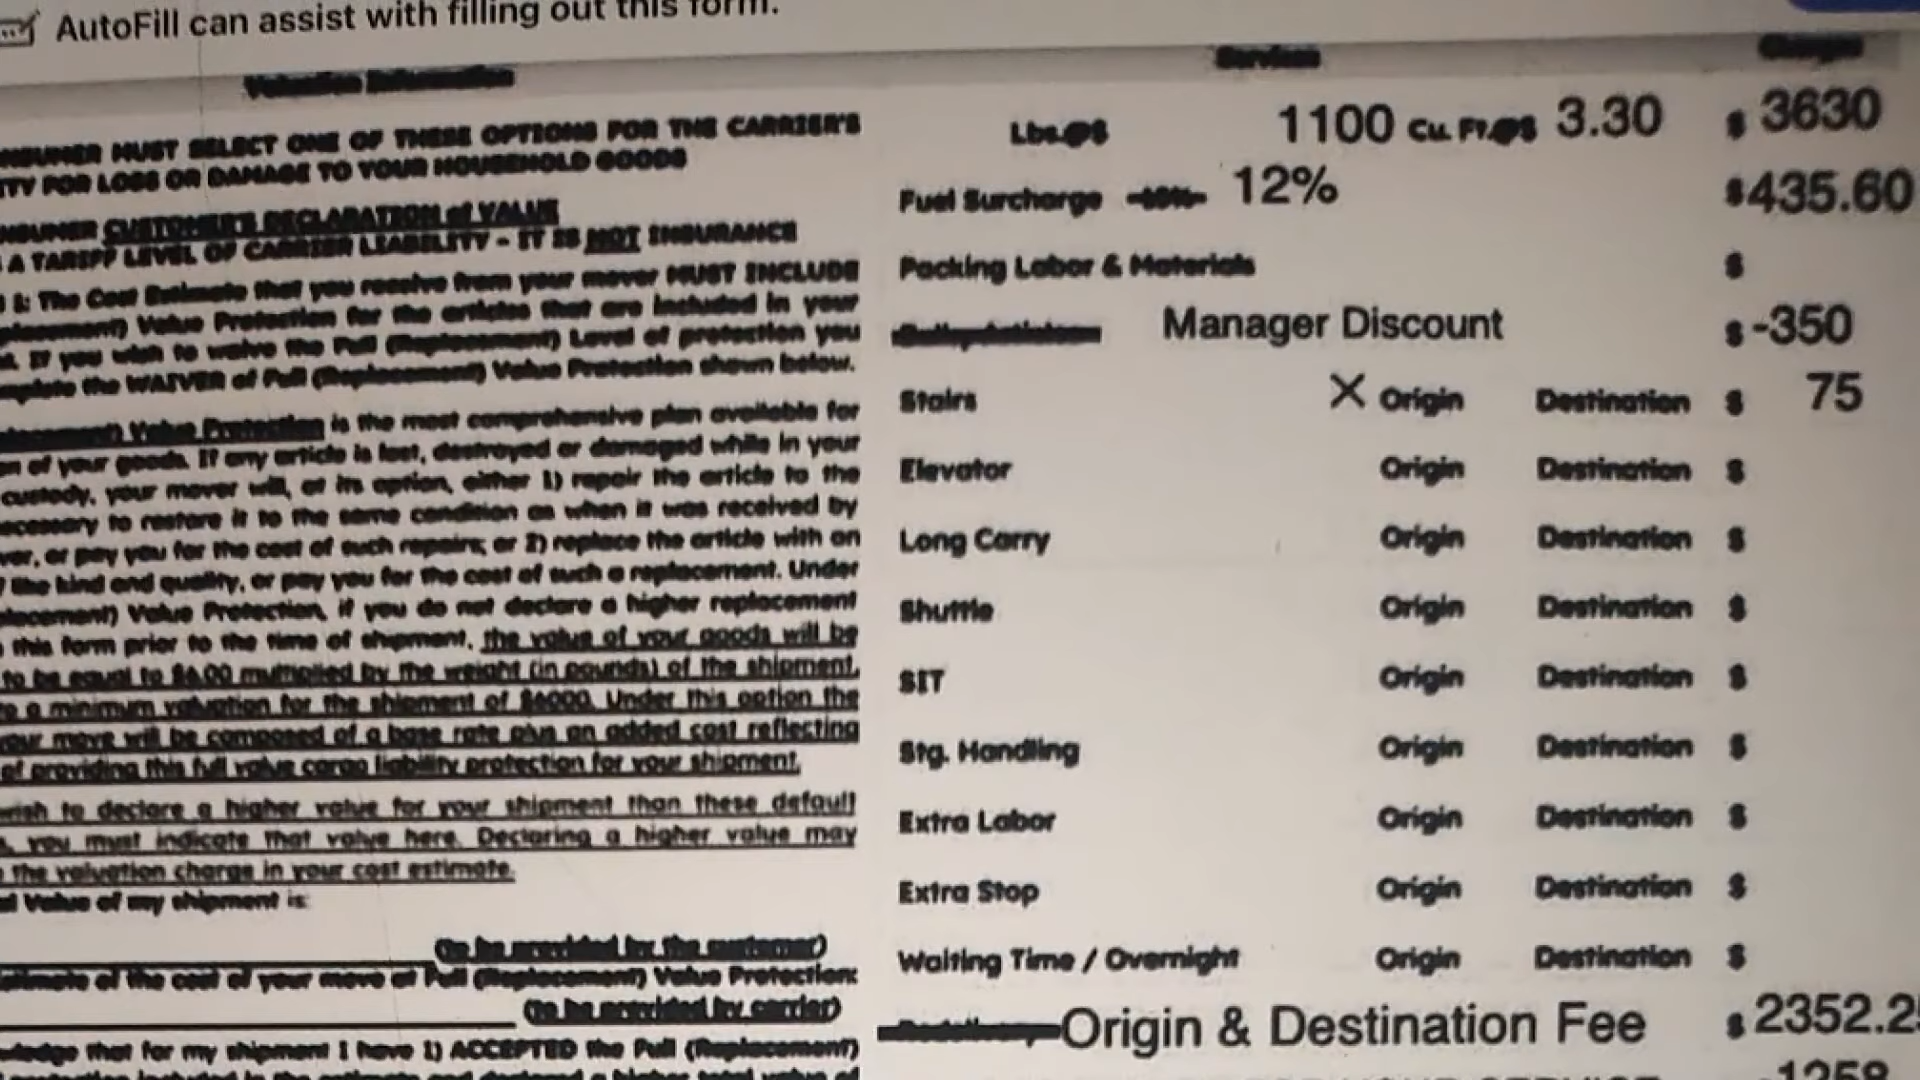 AutoFill can assist with filling out this form.
Valuation Information
NSUMER MUST SELECT ONE OF THESE OPTIONS FOR THE CARRIER'S
ITY FOR LOSS OR DAMAGE TO YOUR HOUSEHOLD GOODS
NSUMER CUSTOMER'S DECLARATION of VALUE
A TARIFF LEVEL OF CARRIER LIABILITY - IT IS NOT INSURANCE
1: The Cost Estimate that you receive from your mover MUST INCLUDE
placement) Value Protection for the articles that are included in your
If you wish to waive the Full (Replacement) Level of protection you
mplete the WAIVER of Full (Replacement) Value Protection shown below.
lacement) Value Protection is the most comprehensive plan available for
on of your goods. If any article is lost, destroyed or damaged while in your
custody, your mover will, at its option, either 1) repair the article to the
ecessary to restore it to the same condition as when it was received by
ver, or pay you for the cost of such repairs; or 2) replace the article with an
like kind and quality, or pay you for the cost of such a replacement. Under
placement) Value Protection, if you do not declare a higher replacement
this form prior to the time of shipment, the value of your goods will be
to be equal to $6.00 multiplied by the weight (in pounds) of the shipment,
to a minimum valuation for the shipment of $6000. Under this option the
your move will be composed of a base rate plus an added cost reflecting
of providing this full value cargo liability protection for your shipment.
wish to declare a higher value for your shipment than these default
, you must indicate that value here. Declaring a higher value may
the valuation charge in your cost estimate.
Value of my shipment is:
(to be provided by the customer)
stimate of the cost of your move at Full (Replacement) Value Protection:
(to be provided by carrier)
wledge that for my shipment I have 1) ACCEPTED the Full (Replacement)
Services
Charges
Lbs.@$ 1100 Cu. Ft.@$ 3.30 $ 3630
Fuel Surcharge 12% $435.60
Packing Labor & Materials $
Manager Discount $ -350
Stairs X Origin Destination $ 75
Elevator Origin Destination $
Long Carry Origin Destination $
Shuttle Origin Destination $
SIT Origin Destination $
Stg. Handling Origin Destination $
Extra Labor Origin Destination $
Extra Stop Origin Destination $
Waiting Time / Overnight Origin Destination $
Origin & Destination Fee $ 2352.2